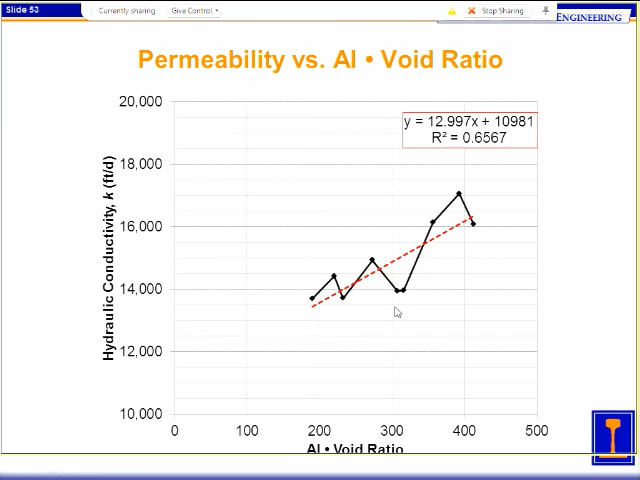 Slide 53
Currently sharing
Give Control
Stop Sharing
ENGINEERING
Permeability vs. AI • Void Ratio
20,000
y = 12.997x + 10981
R² = 0.6567
18,000
16,000
14,000
12,000
10,000
Hydraulic Conductivity, k (ft/d)
0 100 200 300 400 500
AI • Void Ratio